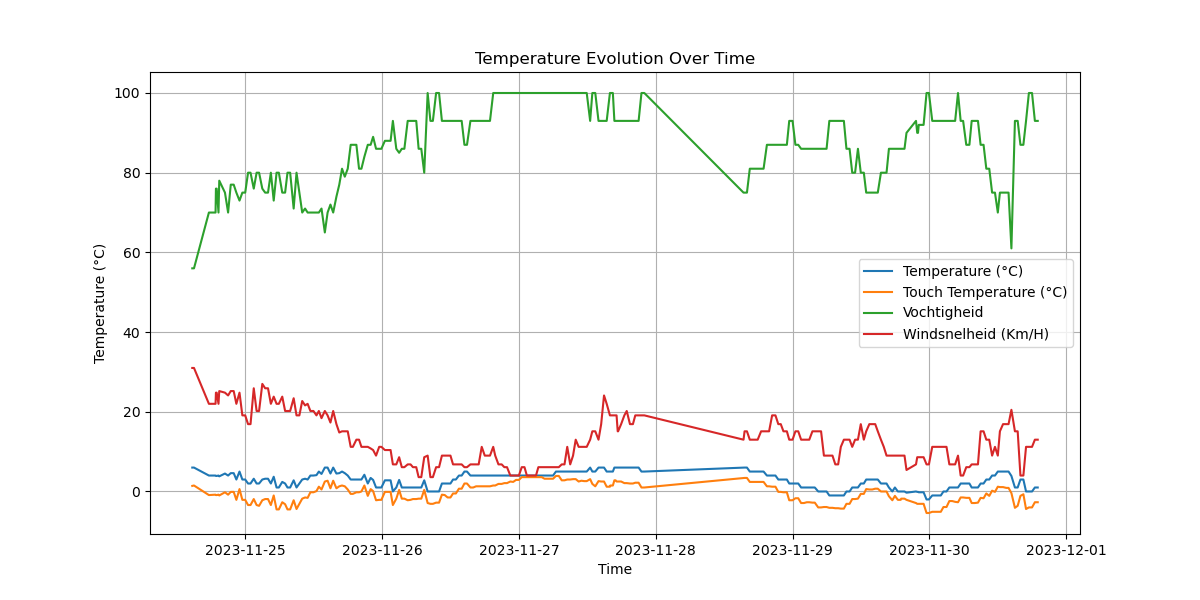 Temperature Evolution Over Time
100
80
60
40
20
0
Temperature (°C)
Temperature (°C)
Touch Temperature (°C)
Vochtigheid
Windsnelheid (Km/H)
2023-11-25
2023-11-26
2023-11-27
2023-11-28
2023-11-29
2023-11-30
2023-12-01
Time